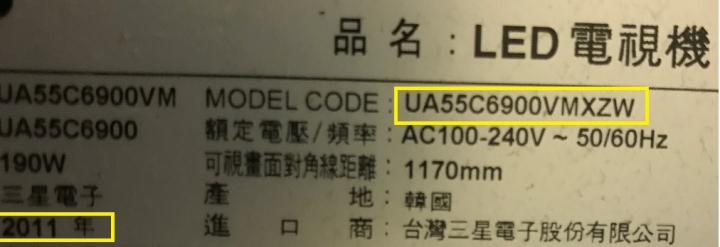 品名：LED電視機
UA55C6900VM MODEL CODE：UA55C6900VMXZW
UA55C6900 額定電壓/頻率：AC100-240V ~ 50/60Hz
190W 可視畫面對角線距離：1170mm
三星電子 產地：韓國
2011 年 進口商：台灣三星電子股份有限公司